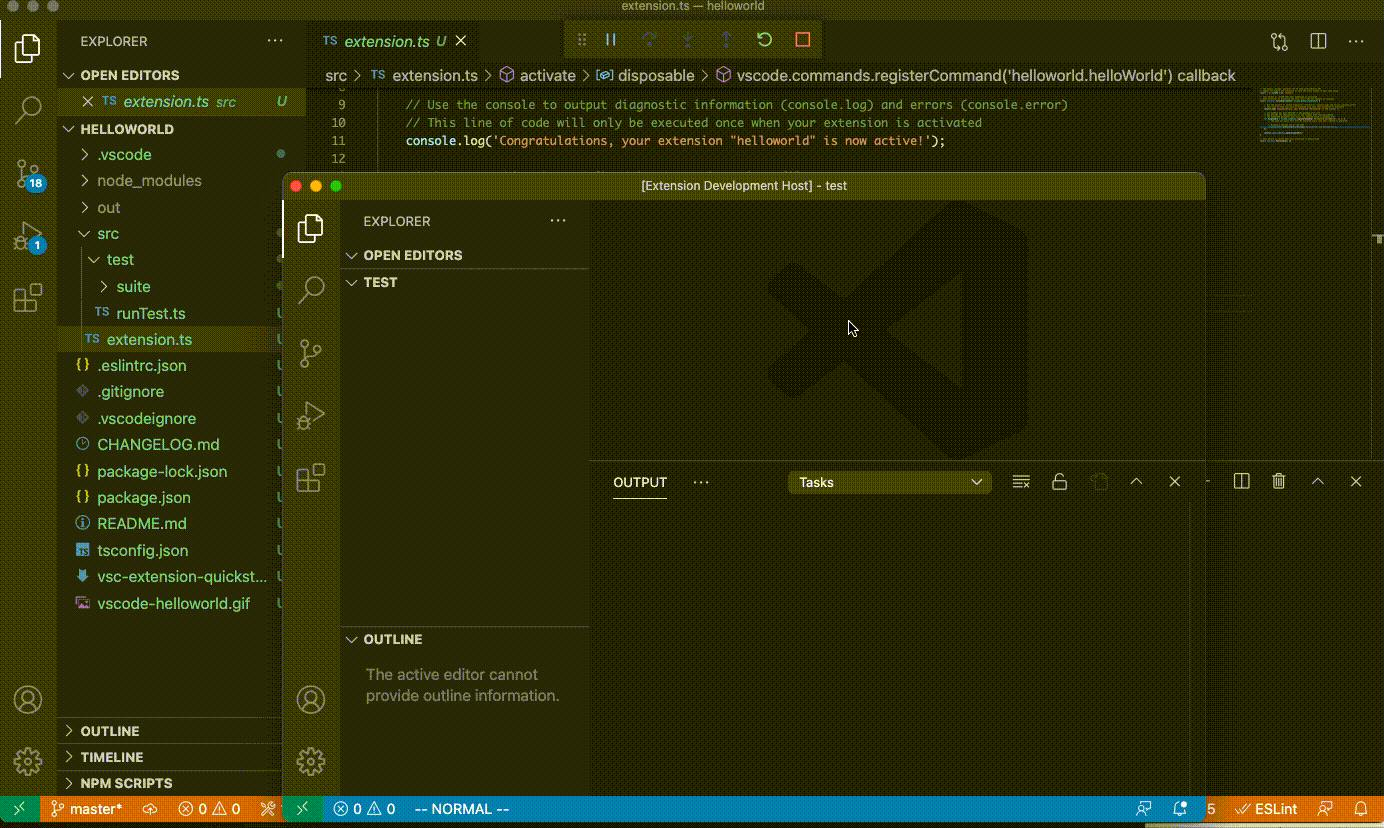 extension.ts — helloworld
EXPLORER ···
OPEN EDITORS
TS extension.ts src U
HELLOWORLD
.vscode
node_modules
out
src
test
suite
TS runTest.ts
TS extension.ts
{} .eslintrc.json
.gitignore
.vscodeignore
CHANGELOG.md
{} package-lock.json
{} package.json
README.md
TS tsconfig.json
vsc-extension-quickst...
vscode-helloworld.gif
OUTLINE
TIMELINE
NPM SCRIPTS
18
1
TS extension.ts U
src > TS extension.ts > activate > disposable > vscode.commands.registerCommand('helloworld.helloWorld') callback
9 // Use the console to output diagnostic information (console.log) and errors (console.error)
10 // This line of code will only be executed once when your extension is activated
11 console.log('Congratulations, your extension "helloworld" is now active!');
12
[Extension Development Host] - test
EXPLORER ···
OPEN EDITORS
TEST
OUTLINE
The active editor cannot
provide outline information.
OUTPUT ··· Tasks
master* 0 0
0 0 -- NORMAL --
5 ESLint